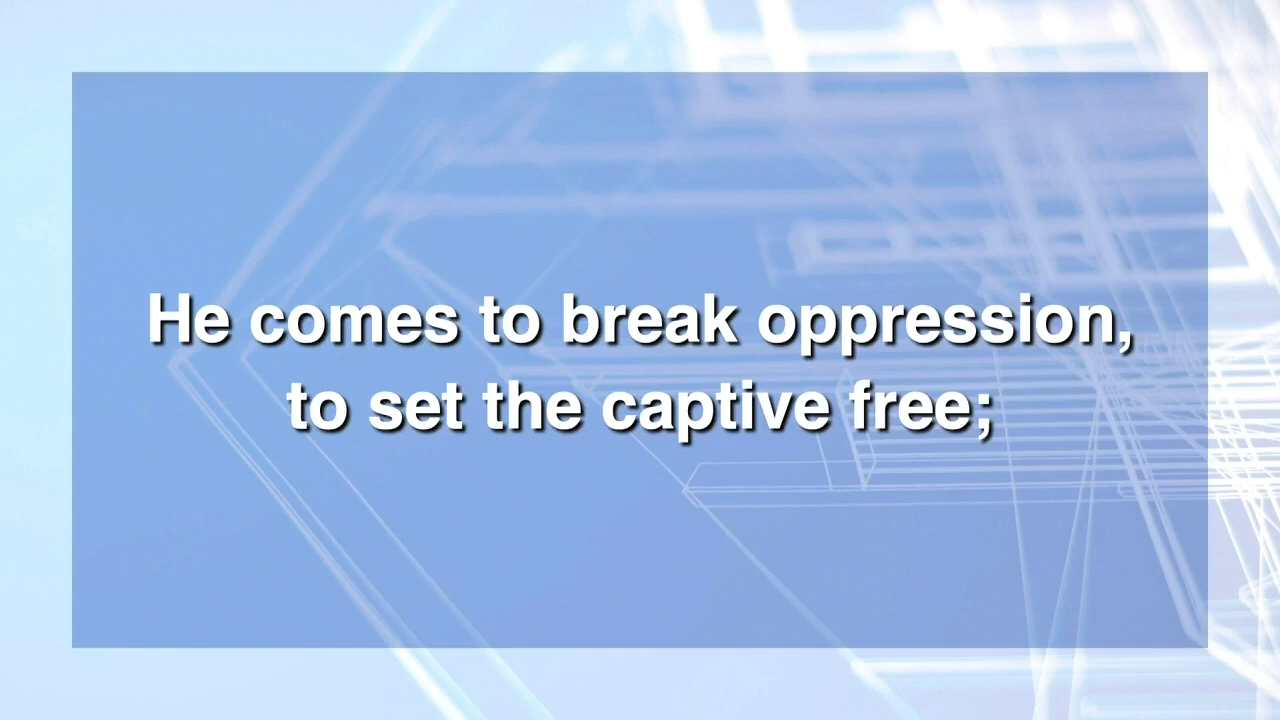 He comes to break oppression,
to set the captive free;